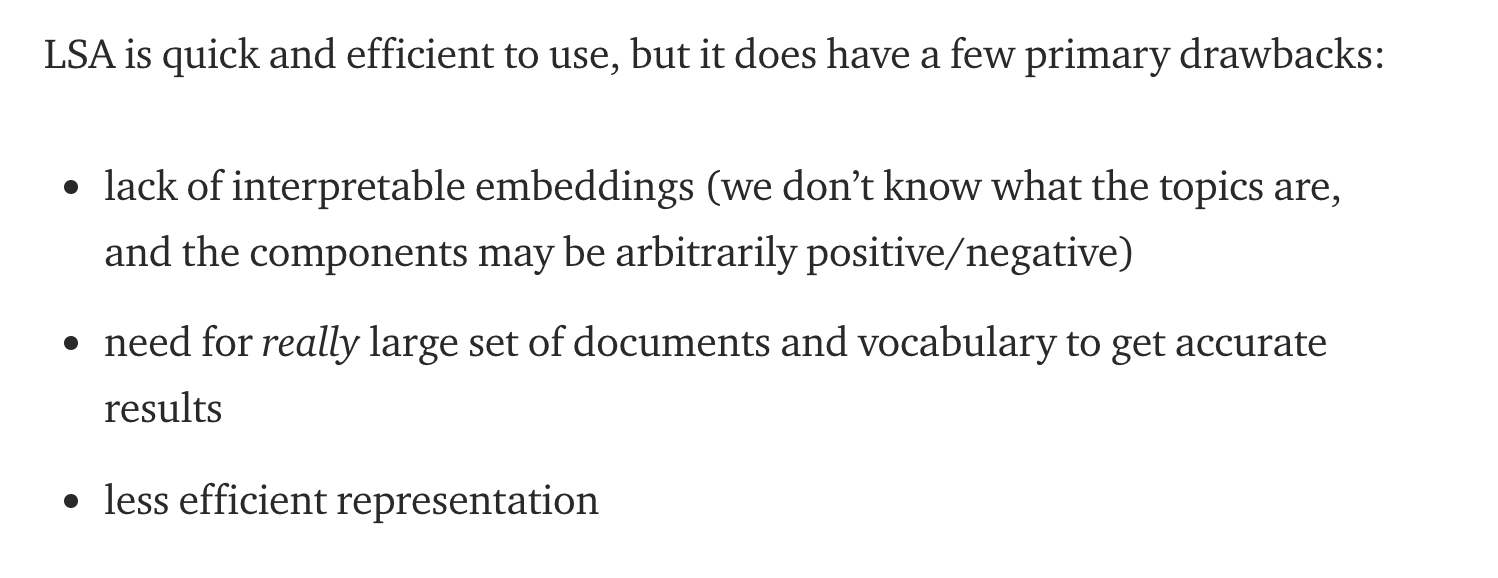 LSA is quick and efficient to use, but it does have a few primary drawbacks:
• lack of interpretable embeddings (we don’t know what the topics are,
and the components may be arbitrarily positive/negative)
• need for really large set of documents and vocabulary to get accurate
results
• less efficient representation